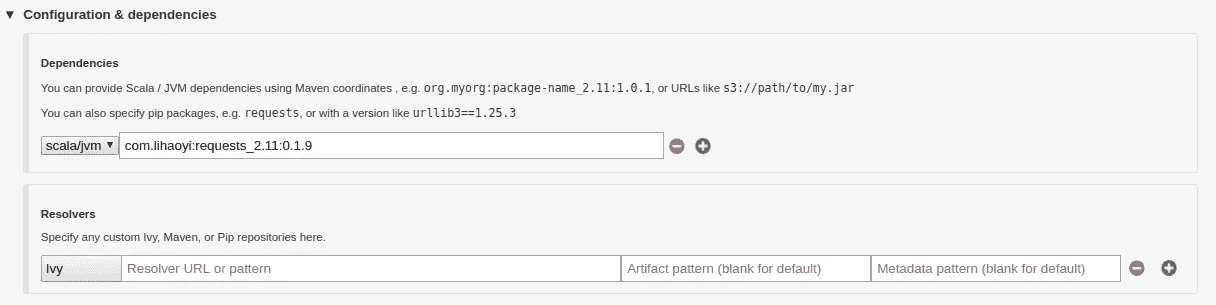 ▼ Configuration & dependencies
Dependencies
You can provide Scala / JVM dependencies using Maven coordinates , e.g. org.myorg:package-name_2.11:1.0.1, or URLs like s3://path/to/my.jar
You can also specify pip packages, e.g. requests, or with a version like urllib3==1.25.3
scala/jvm ▼ com.lihaoyi:requests_2.11:0.1.9
Resolvers
Specify any custom Ivy, Maven, or Pip repositories here.
Ivy Resolver URL or pattern Artifact pattern (blank for default) Metadata pattern (blank for default)